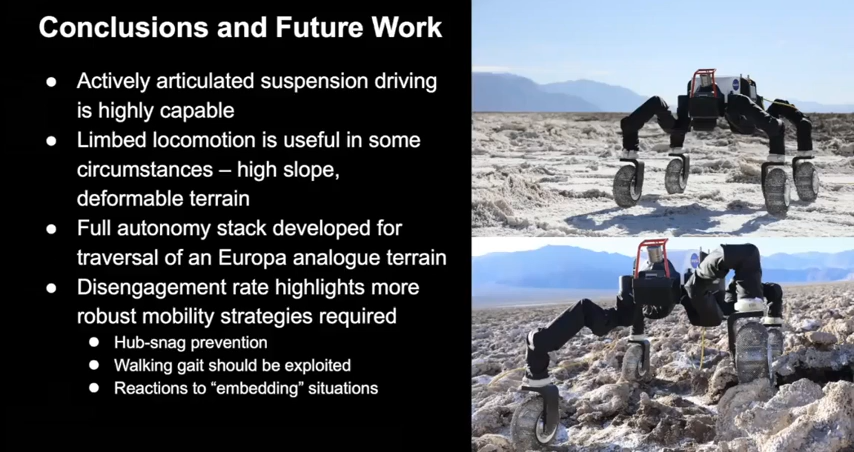 Conclusions and Future Work
● Actively articulated suspension driving
is highly capable
● Limbed locomotion is useful in some
circumstances – high slope,
deformable terrain
● Full autonomy stack developed for
traversal of an Europa analogue terrain
● Disengagement rate highlights more
robust mobility strategies required
● Hub-snag prevention
● Walking gait should be exploited
● Reactions to “embedding” situations